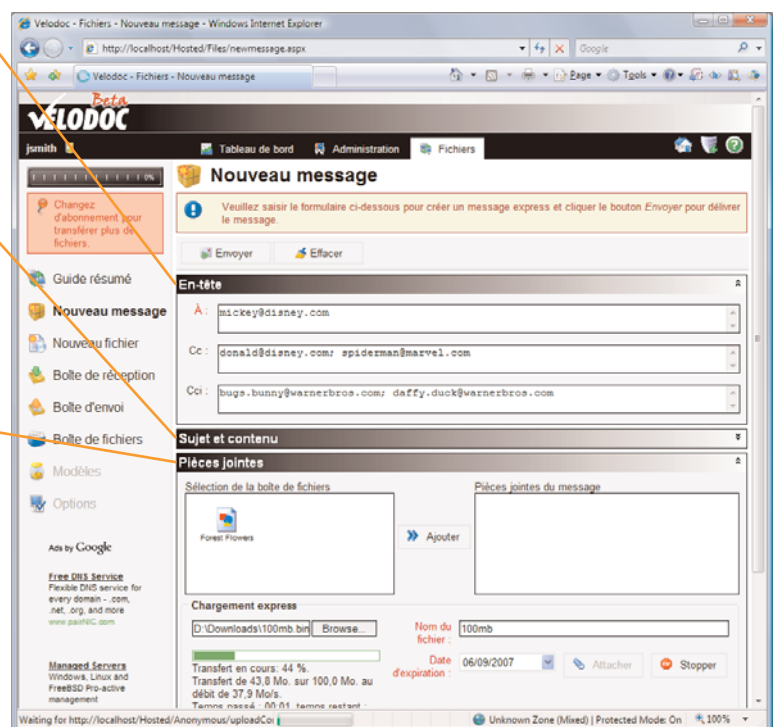 Velodoc - Fichiers - Nouveau message - Windows Internet Explorer
http://localhost/Hosted/Files/newmessage.aspx
Google
Velodoc - Fichiers - Nouveau message
Page
Tools
Beta
VELODOC
jsmith
Tableau de bord
Administration
Fichiers
0%
Nouveau message
Changez
d'abonnement pour
transférer plus de
fichiers.
Veuillez saisir le formulaire ci-dessous pour créer un message express et cliquer le bouton Envoyer pour délivrer
le message.
Envoyer
Effacer
Guide résumé
Nouveau message
Nouveau fichier
Boîte de réception
Boîte d'envoi
Boîte de fichiers
Modèles
Options
En-tête
À :
mickey@disney.com
Cc :
donald@disney.com; spiderman@marvel.com
Cci :
bugs.bunny@warnerbros.com; daffy.duck@warnerbros.com
Sujet et contenu
Pièces jointes
Sélection de la boîte de fichiers
Pièces jointes du message
Forest Flowers
Ajouter
Ads by Google
Free DNS Service
Flexible DNS service for
every domain - .com,
.net, .org, and more
www.pairNIC.com
Managed Servers
Windows, Linux and
FreeBSD Pro-active
management
Chargement express
D:\Downloads\100mb.bin
Browse...
Nom du
fichier :
100mb
Transfert en cours: 44 %.
Transfert de 43,8 Mo. sur 100,0 Mo. au
débit de 37,9 Mo/s.
Temps passé : 00:01, temps restant :
Date
d'expiration :
06/09/2007
Attacher
Stopper
Waiting for http://localhost/Hosted/Anonymous/uploadCo
Unknown Zone (Mixed) | Protected Mode: On
100%